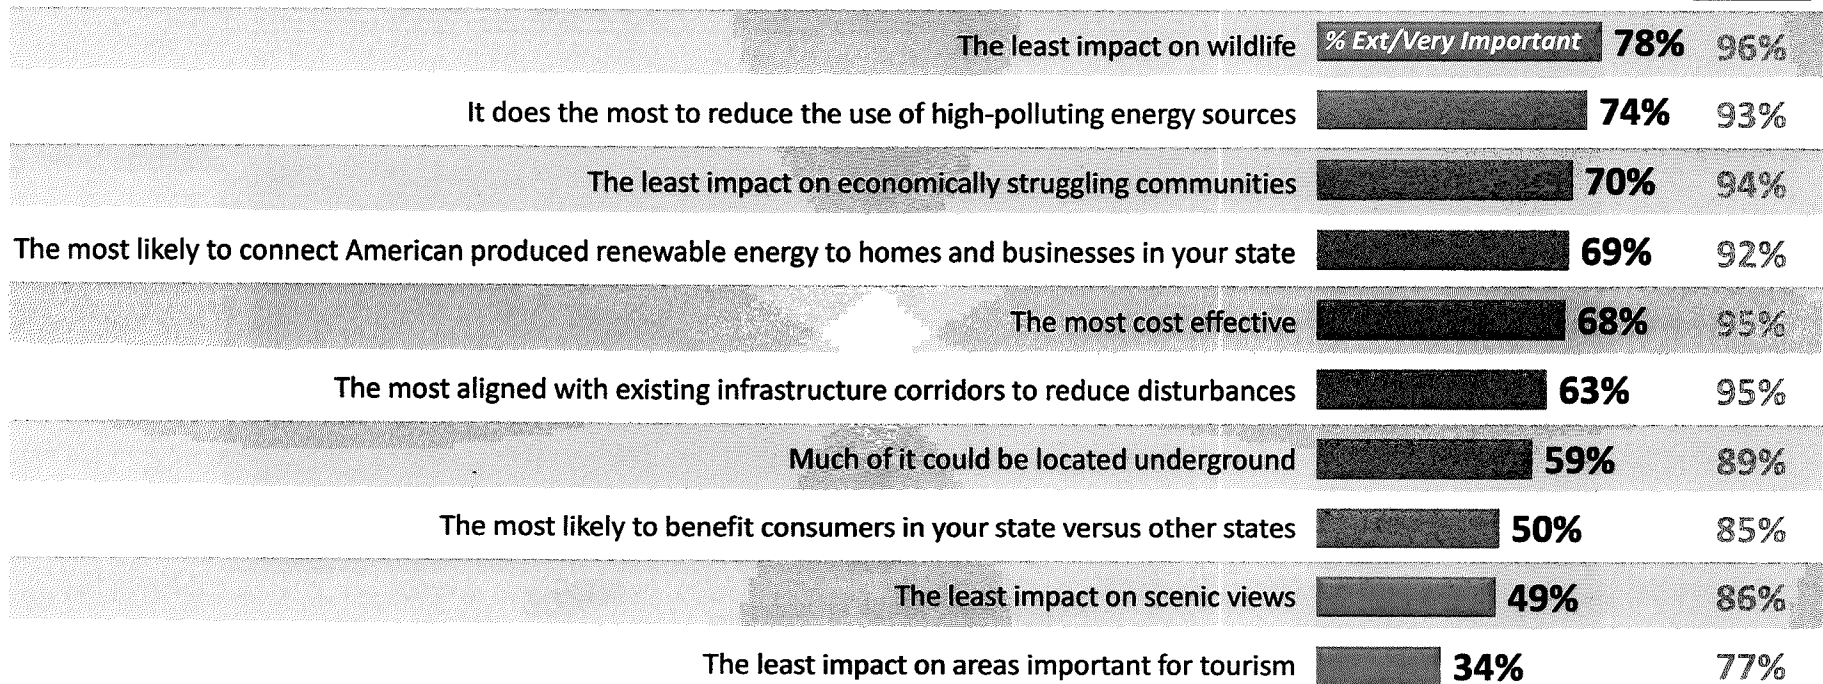 The least impact on wildlife % Ext/Very Important 78% 96%
It does the most to reduce the use of high-polluting energy sources 74% 93%
The least impact on economically struggling communities 70% 94%
The most likely to connect American produced renewable energy to homes and businesses in your state 69% 92%
The most cost effective 68% 95%
The most aligned with existing infrastructure corridors to reduce disturbances 63% 95%
Much of it could be located underground 59% 89%
The most likely to benefit consumers in your state versus other states 50% 85%
The least impact on scenic views 49% 86%
The least impact on areas important for tourism 34% 77%